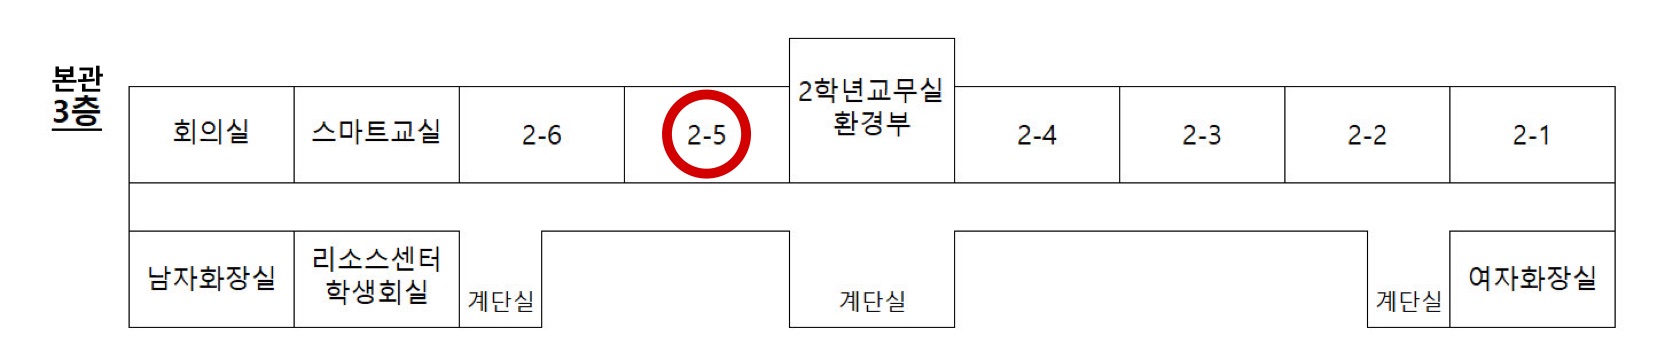 본관
3층
회의실
스마트교실
2-6
2-5
2학년교무실
환경부
2-4
2-3
2-2
2-1
남자화장실
리소스센터
학생회실
계단실
계단실
계단실
여자화장실